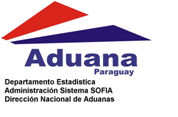 Aduana
Paraguay
Departamento Estadística
Administración Sistema SOFIA
Dirección Nacional de Aduanas